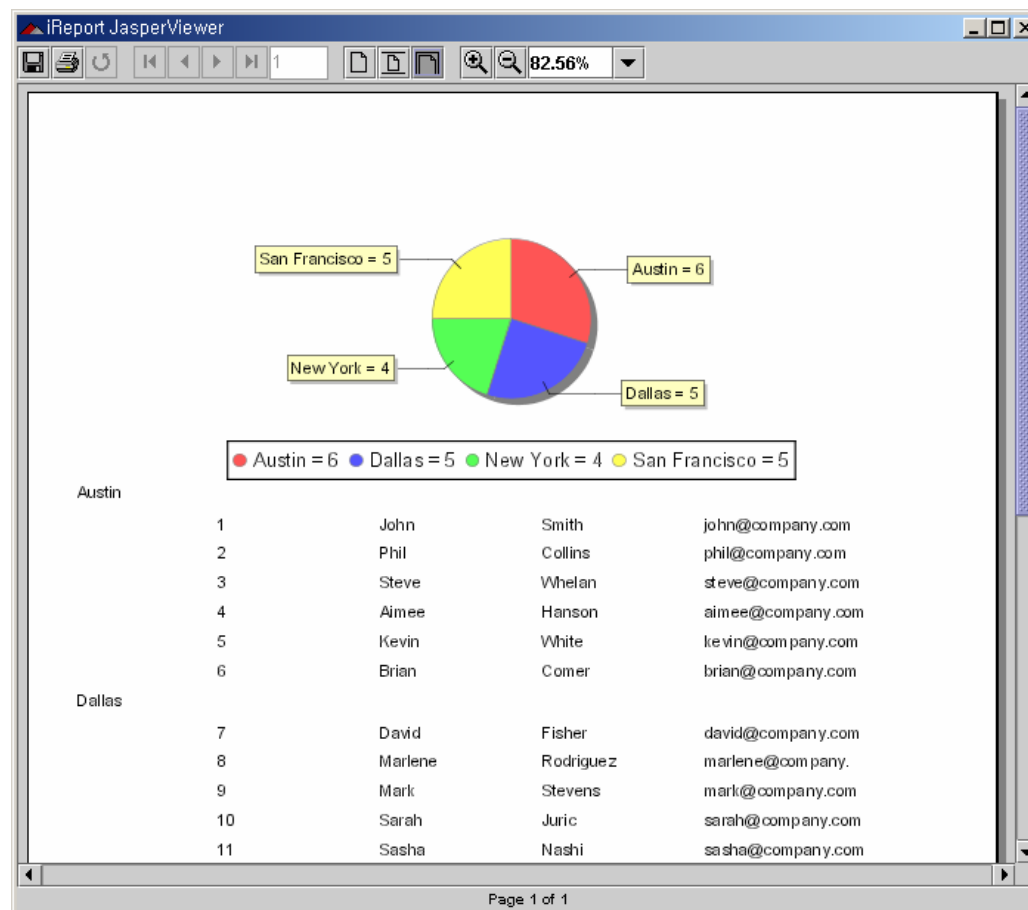 iReport JasperViewer
1
82.56%
San Francisco = 5
Austin = 6
New York = 4
Dallas = 5
Austin = 6 Dallas = 5 New York = 4 San Francisco = 5
Austin
1 John Smith john@company.com
2 Phil Collins phil@company.com
3 Steve Whelan steve@company.com
4 Aimee Hanson aimee@company.com
5 Kevin White kevin@company.com
6 Brian Comer brian@company.com
Dallas
7 David Fisher david@company.com
8 Marlene Rodriguez marlene@company.
9 Mark Stevens mark@company.com
10 Sarah Juric sarah@company.com
11 Sasha Nashi sasha@company.com
Page 1 of 1